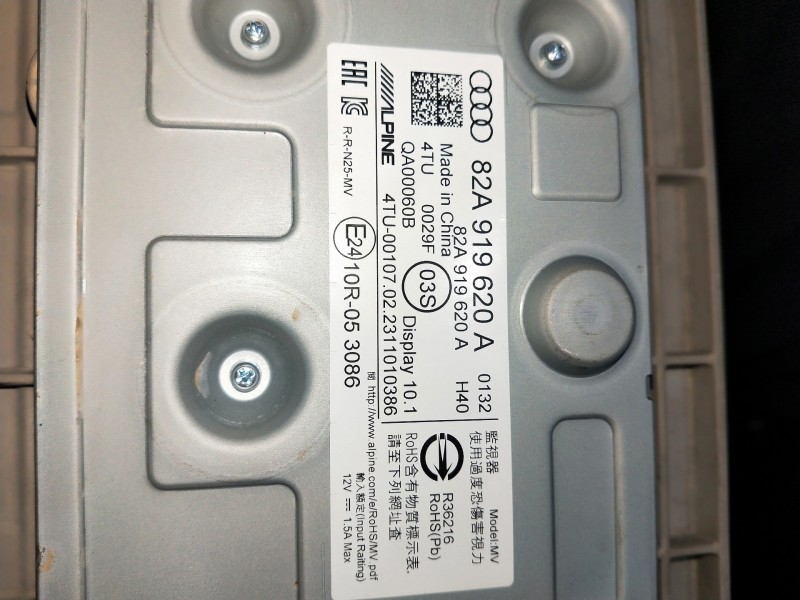 82A 919 620 A 0132
82A 919 620 A H40
Made in China
4TU 0029F 03S Display 10.1
QA00060B
ALPINE 4TU-00107.02.2311010386
EAC
R-R-N25-MV E24 10R-05 3086
監視器 Model:MV
使用過度恐傷害視力
R36216
RoHS(Pb)
RoHS含有物質標示表,
請至下列網址查
閱 http://www.alpine.com/e/RoHS/MV.pdf
輸入額定(Input Raiting)
12V ⎓ 1.5A Max